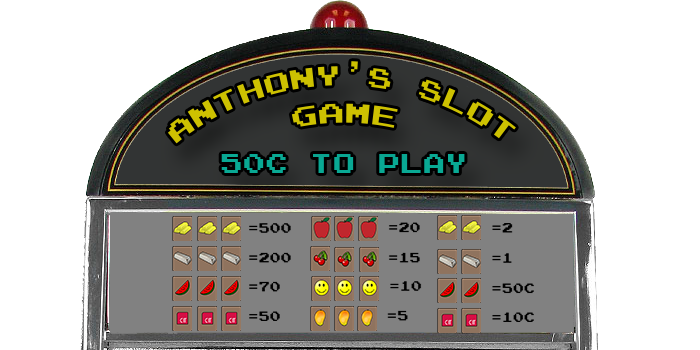 ANTHONY'S SLOT
GAME
50C TO PLAY
=500 =20 =2
=200 =15 =1
=70 =10 =50C
=50 =5 =10C